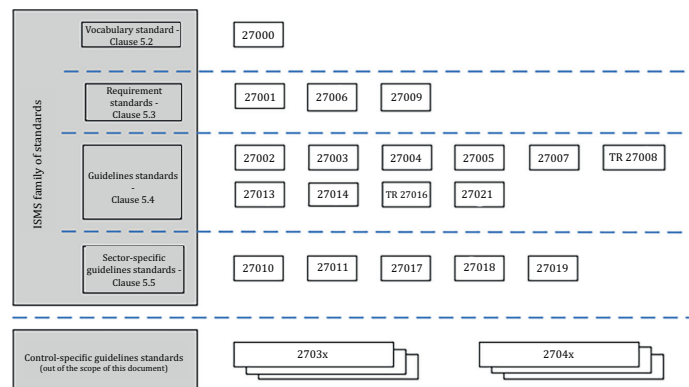 ISMS family of standards
Vocabulary standard -
Clause 5.2
27000
Requirement
standards -
Clause 5.3
27001 27006 27009
Guidelines standards
-
Clause 5.4
27002 27003 27004 27005 27007 TR 27008
27013 27014 TR 27016 27021
Sector-specific
guidelines standards -
Clause 5.5
27010 27011 27017 27018 27019
Control-specific guidelines standards
(out of the scope of this document)
2703x 2704x